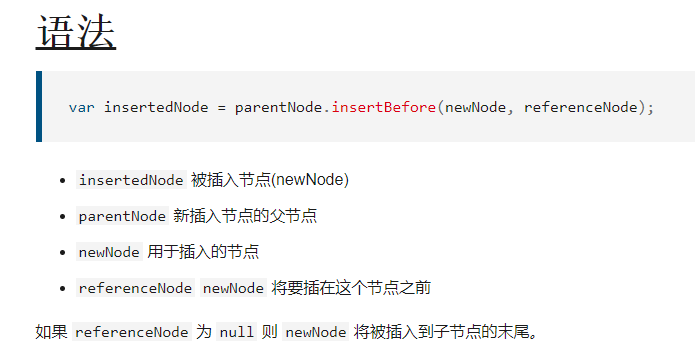 语法
var insertedNode = parentNode.insertBefore(newNode, referenceNode);
insertedNode 被插入节点(newNode)
parentNode 新插入节点的父节点
newNode 用于插入的节点
referenceNode newNode 将要插在这个节点之前
如果 referenceNode 为 null 则 newNode 将被插入到子节点的末尾。